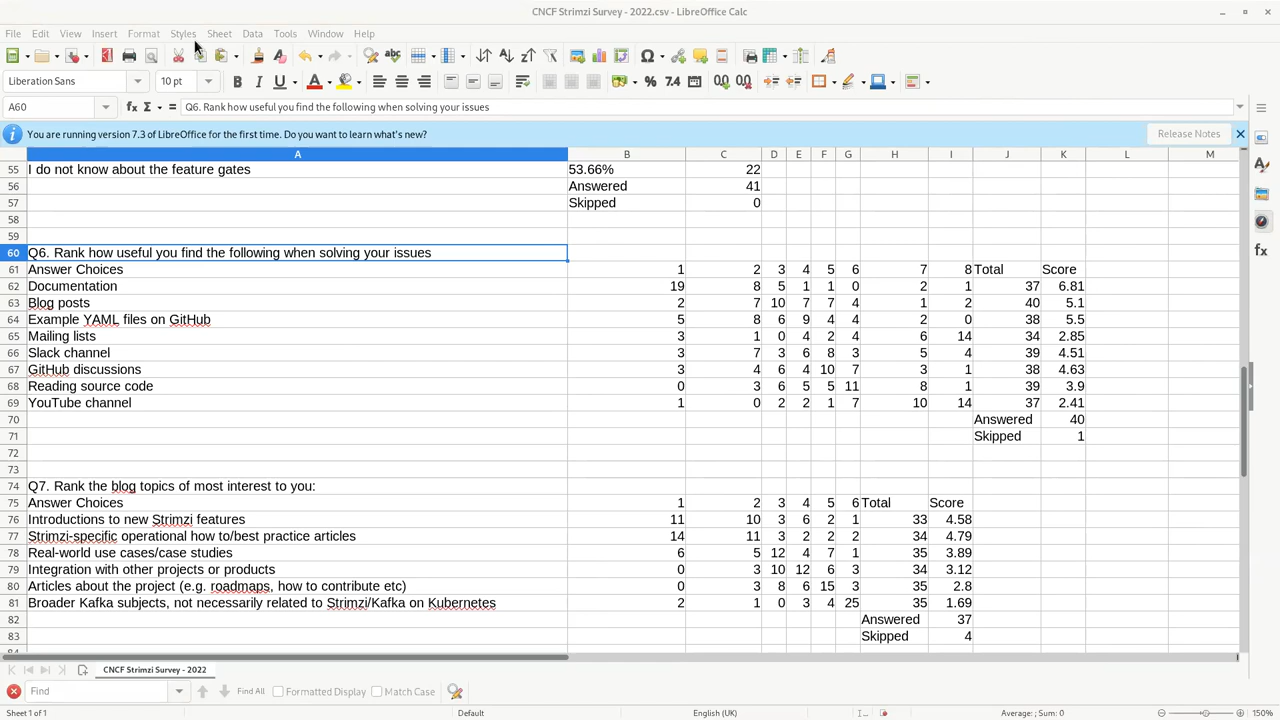 CNCF Strimzi Survey - 2022.csv - LibreOffice Calc
File Edit View Insert Format Styles Sheet Data Tools Window Help
Liberation Sans 10 pt
A60 Q6. Rank how useful you find the following when solving your issues
You are running version 7.3 of LibreOffice for the first time. Do you want to learn what's new? Release Notes
A B C D E F G H I J K L M
55 I do not know about the feature gates 53.66% 22
56 Answered 41
57 Skipped 0
58
59
60 Q6. Rank how useful you find the following when solving your issues
61 Answer Choices 1 2 3 4 5 6 7 8 Total Score
62 Documentation 19 8 5 1 1 0 2 1 37 6.81
63 Blog posts 2 7 10 7 7 4 1 2 40 5.1
64 Example YAML files on GitHub 5 8 6 9 4 4 2 0 38 5.5
65 Mailing lists 3 1 0 4 2 4 6 14 34 2.85
66 Slack channel 3 7 3 6 8 3 5 4 39 4.51
67 GitHub discussions 3 4 6 4 10 7 3 1 38 4.63
68 Reading source code 0 3 6 5 5 11 8 1 39 3.9
69 YouTube channel 1 0 2 2 1 7 10 14 37 2.41
70 Answered 40
71 Skipped 1
72
73
74 Q7. Rank the blog topics of most interest to you:
75 Answer Choices 1 2 3 4 5 6 Total Score
76 Introductions to new Strimzi features 11 10 3 6 2 1 33 4.58
77 Strimzi-specific operational how to/best practice articles 14 11 3 2 2 2 34 4.79
78 Real-world use cases/case studies 6 5 12 4 7 1 35 3.89
79 Integration with other projects or products 0 3 10 12 6 3 34 3.12
80 Articles about the project (e.g. roadmaps, how to contribute etc) 0 3 8 6 15 3 35 2.8
81 Broader Kafka subjects, not necessarily related to Strimzi/Kafka on Kubernetes 2 1 0 3 4 25 35 1.69
82 Answered 37
83 Skipped 4
CNCF Strimzi Survey - 2022
Find Find All Formatted Display Match Case
Sheet 1 of 1 Default English (UK) Average: ; Sum: 0 150%